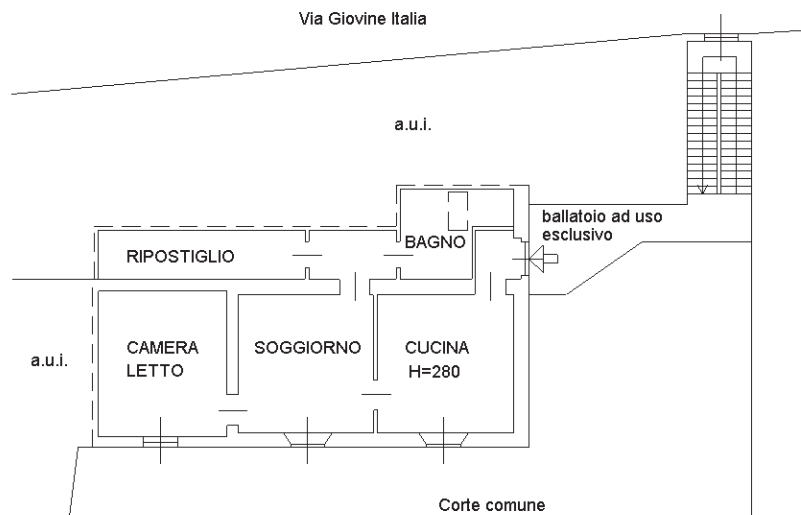 Via Giovine Italia
a.u.i.
ballatoio ad uso
esclusivo
BAGNO
RIPOSTIGLIO
CAMERA
LETTO
SOGGIORNO
CUCINA
H=280
a.u.i.
Corte comune